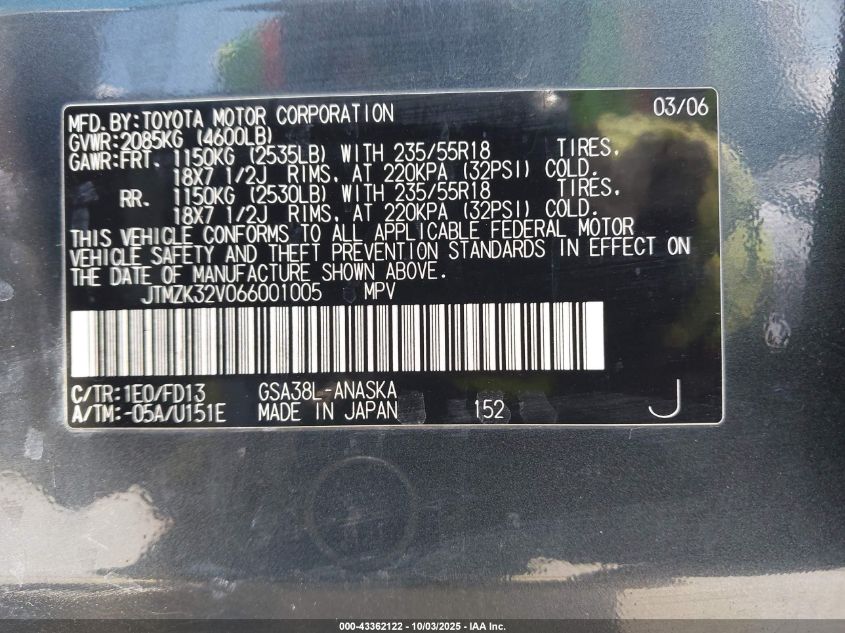 MFD. BY: TOYOTA MOTOR CORPORATION 03/06
GVWR: 2085KG (4600LB)
GAWR: FRT. 1150KG (2535LB) WITH 235/55R18 TIRES,
18X7 1/2J RIMS, AT 220KPA (32PSI) COLD.
RR. 1150KG (2530LB) WITH 235/55R18 TIRES,
18X7 1/2J RIMS, AT 220KPA (32PSI) COLD.
THIS VEHICLE CONFORMS TO ALL APPLICABLE FEDERAL MOTOR
VEHICLE SAFETY AND THEFT PREVENTION STANDARDS IN EFFECT ON
THE DATE OF MANUFACTURE SHOWN ABOVE.
JTMZK32V066001005 MPV
C/TR: 1E0/FD13 GSA38L-ANASKA
A/TM: -05A/U151E MADE IN JAPAN 152 J
000-43362122 - 10/03/2025 - IAA Inc.